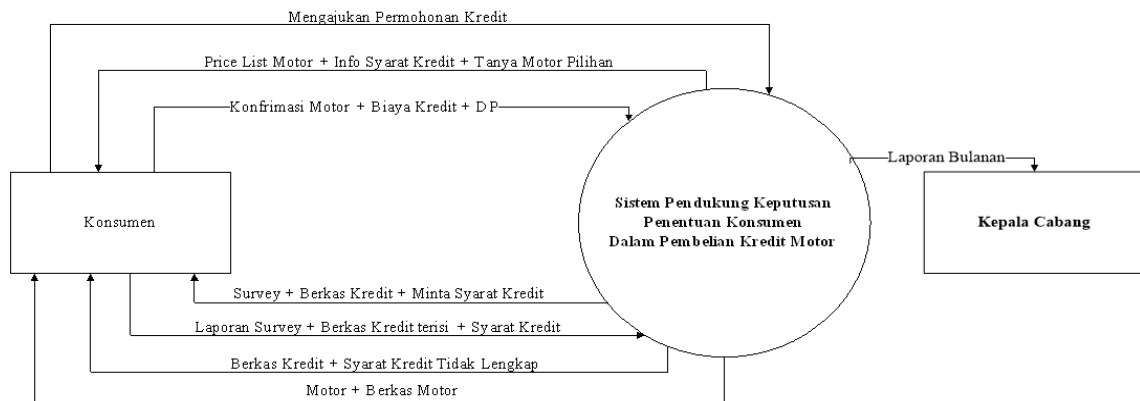 Mengajukan Permohonan Kredit
Price List Motor + Info Syarat Kredit + Tanya Motor Pilihan
Konfrimasi Motor + Biaya Kredit + DP
Laporan Bulanan
Konsumen
Sistem Pendukung Keputusan
Penentuan Konsumen
Dalam Pembelian Kredit Motor
Kepala Cabang
Survey + Berkas Kredit + Minta Syarat Kredit
Laporan Survey + Berkas Kredit terisi + Syarat Kredit
Berkas Kredit + Syarat Kredit Tidak Lengkap
Motor + Berkas Motor